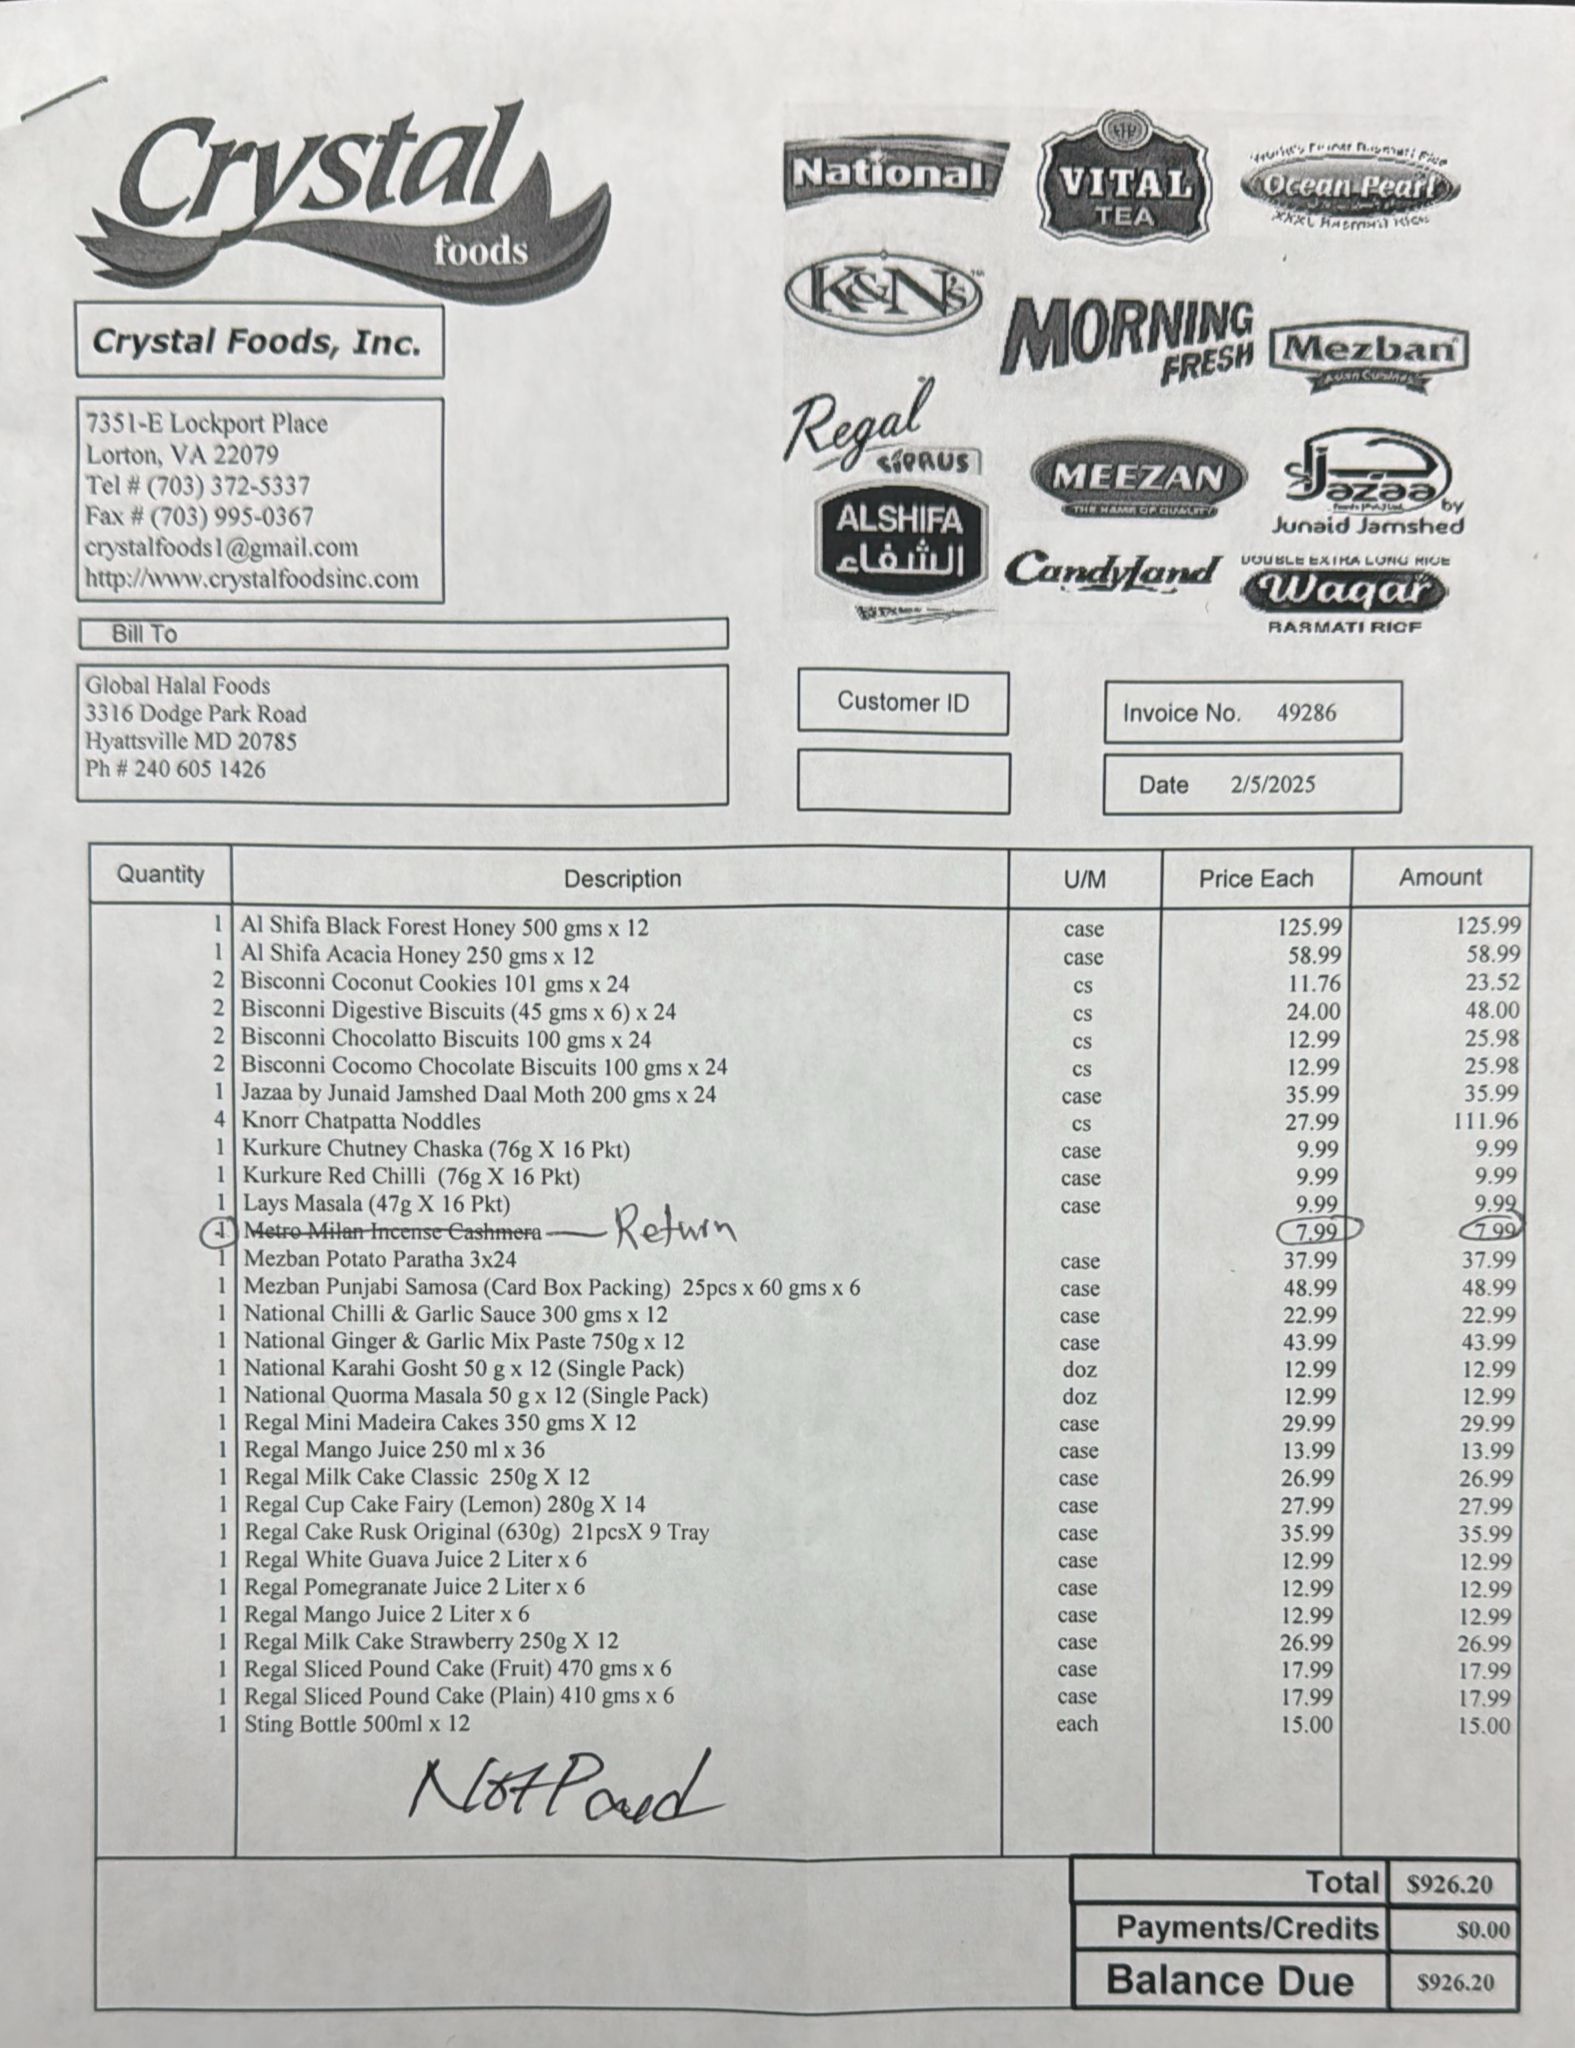 Crystal
foods
National
VITAL
TEA
Ocean Pearl
K&N's
MORNING
FRESH
Mezban
Regal
MEEZAN
THE NAME OF QUALITY
Jazaa
by
Junaid Jamshed
ALSHIFA
الشفاء
CandyLand
DOUBLE EXTRA LONG RICE
Waqar
BASMATI RICE
Crystal Foods, Inc.
7351-E Lockport Place
Lorton, VA 22079
Tel # (703) 372-5337
Fax # (703) 995-0367
crystalfoods1@gmail.com
http://www.crystalfoodsinc.com
Bill To
Global Halal Foods
3316 Dodge Park Road
Hyattsville MD 20785
Ph # 240 605 1426
Customer ID
Invoice No. 49286
Date 2/5/2025
Quantity Description U/M Price Each Amount
1 Al Shifa Black Forest Honey 500 gms x 12 case 125.99 125.99
1 Al Shifa Acacia Honey 250 gms x 12 case 58.99 58.99
2 Bisconni Coconut Cookies 101 gms x 24 cs 11.76 23.52
2 Bisconni Digestive Biscuits (45 gms x 6) x 24 cs 24.00 48.00
2 Bisconni Chocolatto Biscuits 100 gms x 24 cs 12.99 25.98
2 Bisconni Cocomo Chocolate Biscuits 100 gms x 24 cs 12.99 25.98
1 Jazaa by Junaid Jamshed Daal Moth 200 gms x 24 case 35.99 35.99
4 Knorr Chatpatta Noddles cs 27.99 111.96
1 Kurkure Chutney Chaska (76g X 16 Pkt) case 9.99 9.99
1 Kurkure Red Chilli (76g X 16 Pkt) case 9.99 9.99
1 Lays Masala (47g X 16 Pkt) case 9.99 9.99
1 Metro Milan Incense Cashmera Return 7.99 7.99
1 Mezban Potato Paratha 3x24 case 37.99 37.99
1 Mezban Punjabi Samosa (Card Box Packing) 25pcs x 60 gms x 6 case 48.99 48.99
1 National Chilli & Garlic Sauce 300 gms x 12 case 22.99 22.99
1 National Ginger & Garlic Mix Paste 750g x 12 case 43.99 43.99
1 National Karahi Gosht 50 g x 12 (Single Pack) doz 12.99 12.99
1 National Quorma Masala 50 g x 12 (Single Pack) doz 12.99 12.99
1 Regal Mini Madeira Cakes 350 gms X 12 case 29.99 29.99
1 Regal Mango Juice 250 ml x 36 case 13.99 13.99
1 Regal Milk Cake Classic 250g X 12 case 26.99 26.99
1 Regal Cup Cake Fairy (Lemon) 280g X 14 case 27.99 27.99
1 Regal Cake Rusk Original (630g) 21pcsX 9 Tray case 35.99 35.99
1 Regal White Guava Juice 2 Liter x 6 case 12.99 12.99
1 Regal Pomegranate Juice 2 Liter x 6 case 12.99 12.99
1 Regal Mango Juice 2 Liter x 6 case 12.99 12.99
1 Regal Milk Cake Strawberry 250g X 12 case 26.99 26.99
1 Regal Sliced Pound Cake (Fruit) 470 gms x 6 case 17.99 17.99
1 Regal Sliced Pound Cake (Plain) 410 gms x 6 case 17.99 17.99
1 Sting Bottle 500ml x 12 each 15.00 15.00
Not Paid
Total $926.20
Payments/Credits $0.00
Balance Due $926.20